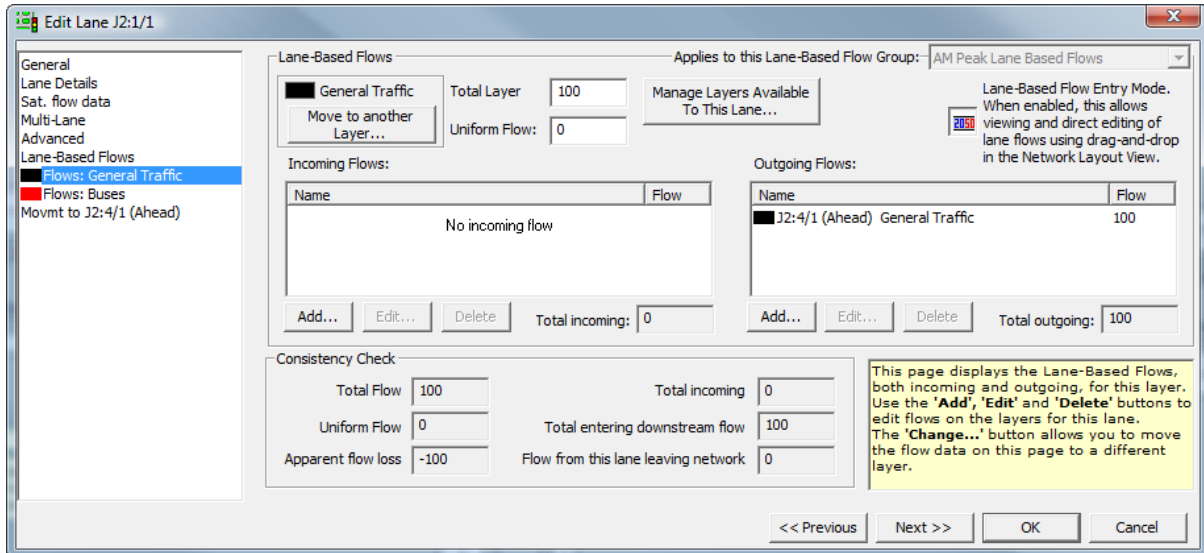 Edit Lane J2:1/1
X
General
Lane Details
Sat. flow data
Multi-Lane
Advanced
Lane-Based Flows
Flows: General Traffic
Flows: Buses
Movmt to J2:4/1 (Ahead)
Lane-Based Flows
Applies to this Lane-Based Flow Group:
AM Peak Lane Based Flows
General Traffic
Move to another
Layer...
Total Layer
100
Uniform Flow:
0
Manage Layers Available
To This Lane...
2050
Lane-Based Flow Entry Mode.
When enabled, this allows
viewing and direct editing of
lane flows using drag-and-drop
in the Network Layout View.
Incoming Flows:
Name Flow
No incoming flow
Add... Edit... Delete Total incoming: 0
Outgoing Flows:
Name Flow
J2:4/1 (Ahead) General Traffic 100
Add... Edit... Delete Total outgoing: 100
Consistency Check
Total Flow 100 Total incoming 0
Uniform Flow 0 Total entering downstream flow 100
Apparent flow loss -100 Flow from this lane leaving network 0
This page displays the Lane-Based Flows,
both incoming and outgoing, for this layer.
Use the 'Add', 'Edit' and 'Delete' buttons to
edit flows on the layers for this lane.
The 'Change...' button allows you to move
the flow data on this page to a different
layer.
<< Previous Next >> OK Cancel